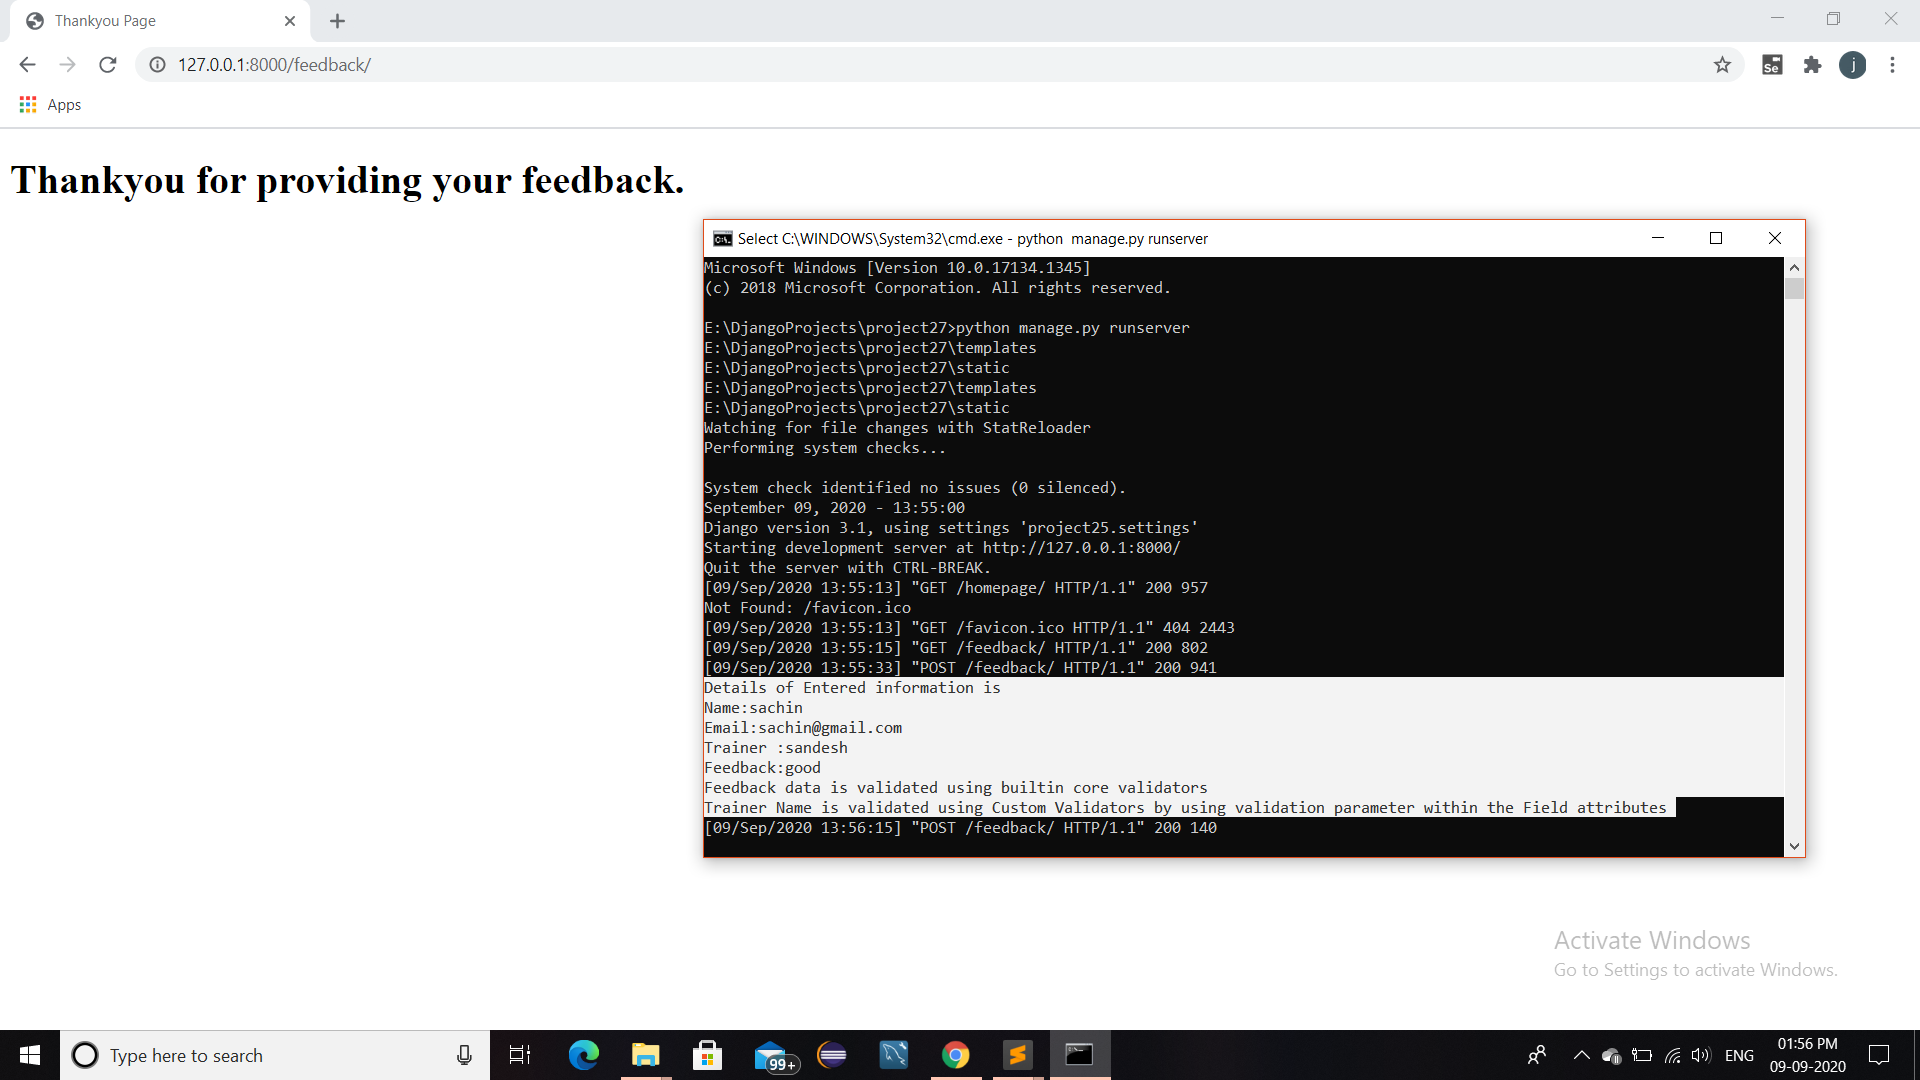 Thankyou Page
127.0.0.1:8000/feedback/
Se
j
Apps
Thankyou for providing your feedback.
Select C:\WINDOWS\System32\cmd.exe - python  manage.py runserver
Microsoft Windows [Version 10.0.17134.1345]
(c) 2018 Microsoft Corporation. All rights reserved.
E:\DjangoProjects\project27>python manage.py runserver
E:\DjangoProjects\project27\templates
E:\DjangoProjects\project27\static
E:\DjangoProjects\project27\templates
E:\DjangoProjects\project27\static
Watching for file changes with StatReloader
Performing system checks...
System check identified no issues (0 silenced).
September 09, 2020 - 13:55:00
Django version 3.1, using settings 'project25.settings'
Starting development server at http://127.0.0.1:8000/
Quit the server with CTRL-BREAK.
[09/Sep/2020 13:55:13] "GET /homepage/ HTTP/1.1" 200 957
Not Found: /favicon.ico
[09/Sep/2020 13:55:13] "GET /favicon.ico HTTP/1.1" 404 2443
[09/Sep/2020 13:55:15] "GET /feedback/ HTTP/1.1" 200 802
[09/Sep/2020 13:55:33] "POST /feedback/ HTTP/1.1" 200 941
Details of Entered information is
Name:sachin
Email:sachin@gmail.com
Trainer :sandesh
Feedback:good
Feedback data is validated using builtin core validators
Trainer Name is validated using Custom Validators by using validation parameter within the Field attributes
[09/Sep/2020 13:56:15] "POST /feedback/ HTTP/1.1" 200 140
Activate Windows
Go to Settings to activate Windows.
Type here to search
99+
ENG
01:56 PM
09-09-2020